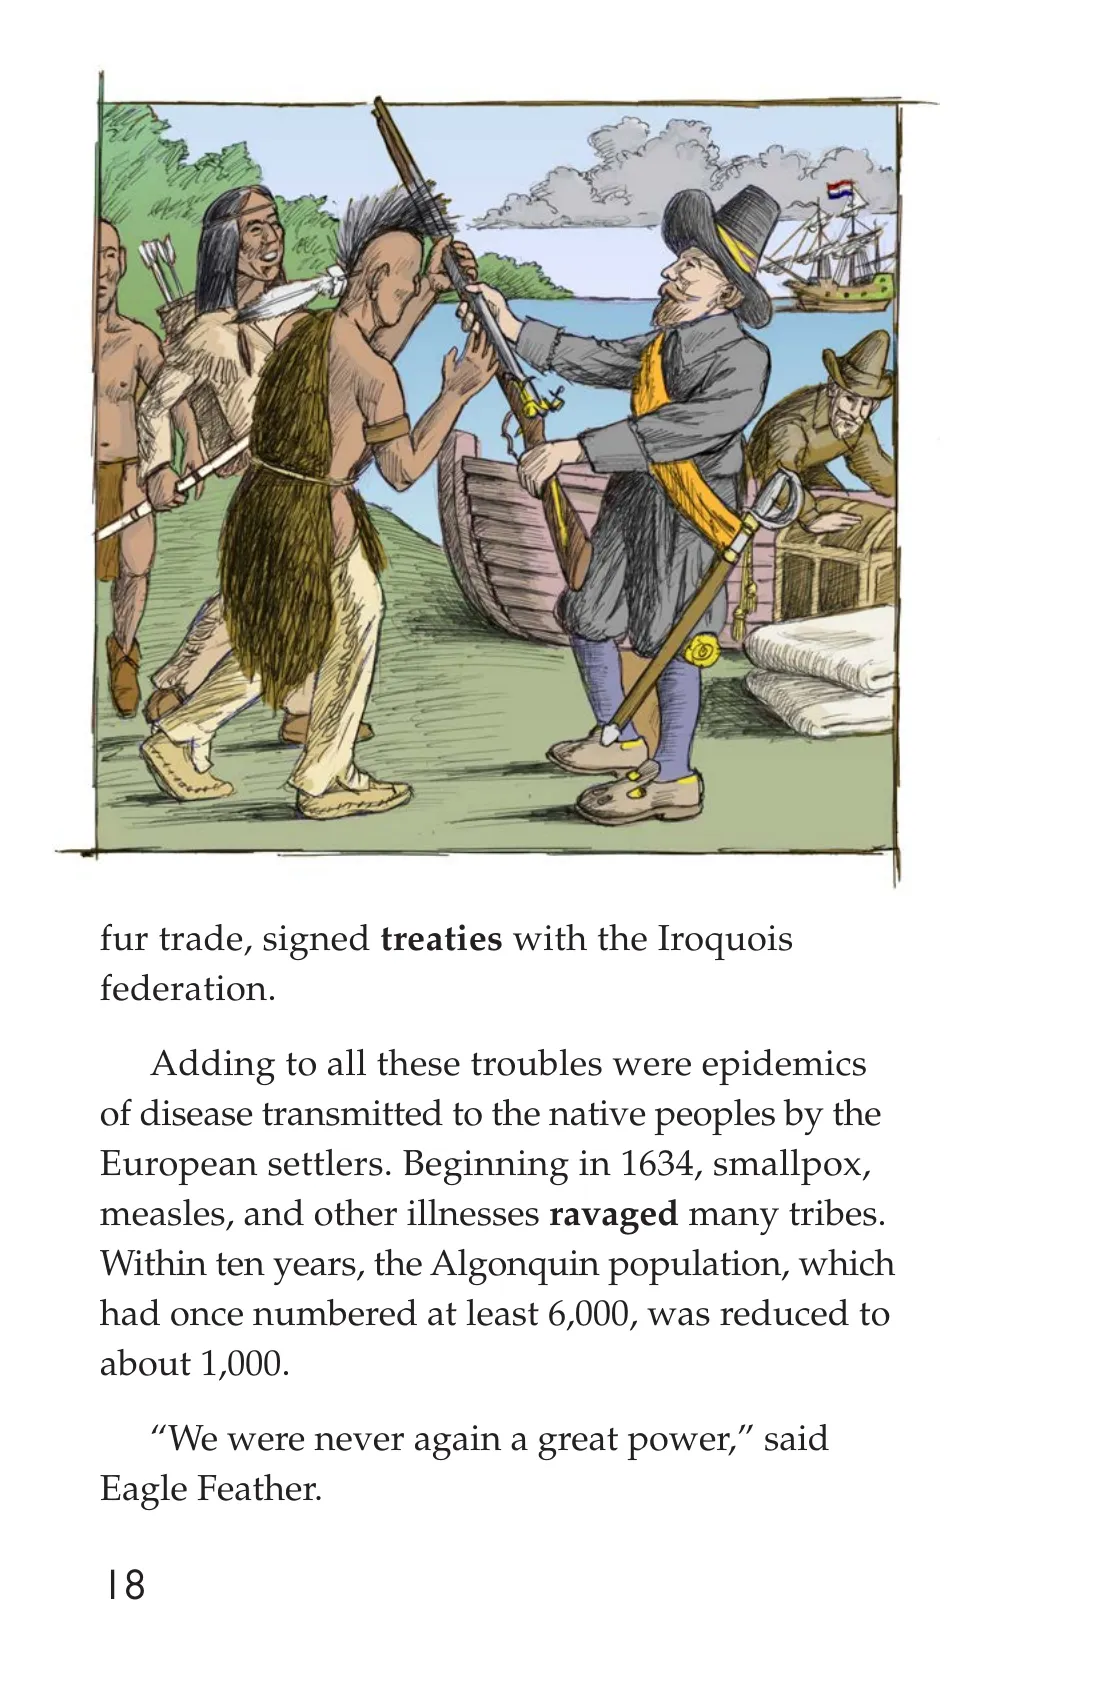 fur trade, signed treaties with the Iroquois
federation.
Adding to all these troubles were epidemics
of disease transmitted to the native peoples by the
European settlers. Beginning in 1634, smallpox,
measles, and other illnesses ravaged many tribes.
Within ten years, the Algonquin population, which
had once numbered at least 6,000, was reduced to
about 1,000.
“We were never again a great power,” said
Eagle Feather.
18